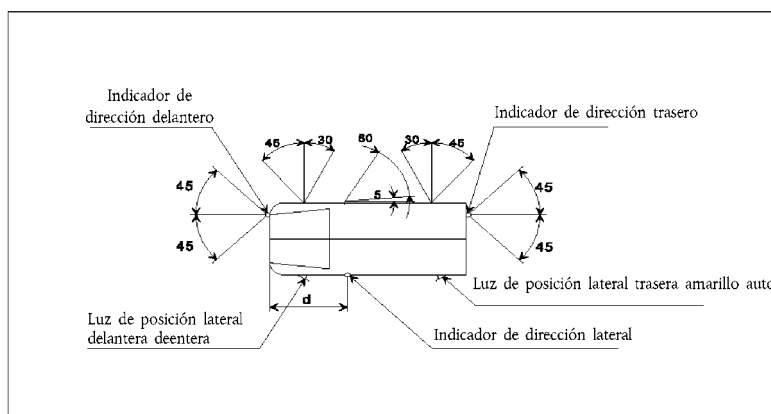 Indicador de
dirección delantero
Indicador de dirección trasero
45
30
60
30
45
5
45
45
45
45
d
Luz de posición lateral trasera amarillo auto
Luz de posición lateral
delantera deentera
Indicador de dirección lateral